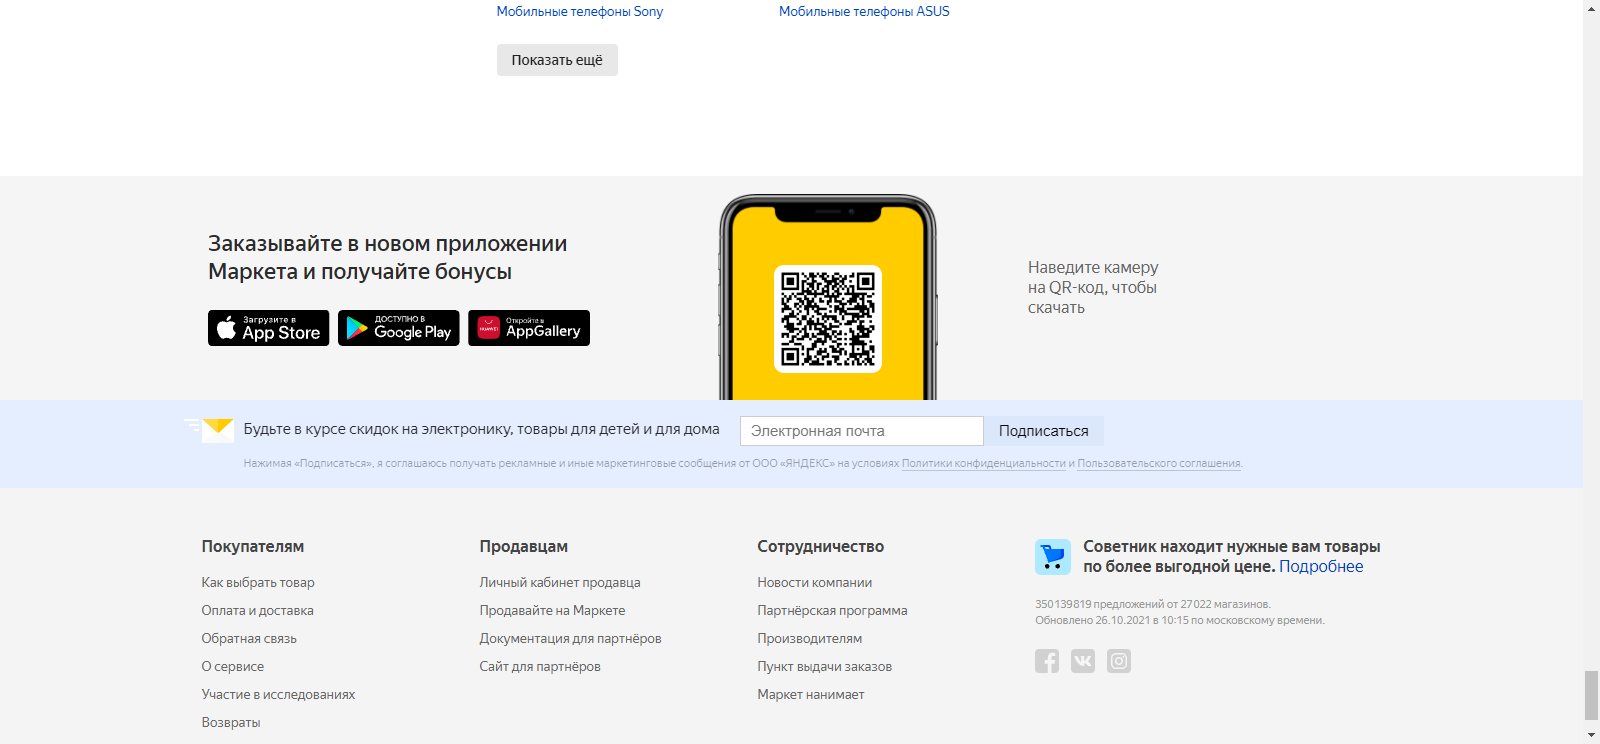 Мобильные телефоны Sony
Мобильные телефоны ASUS
Показать ещё
Заказывайте в новом приложении
Маркета и получайте бонусы
Загрузите в
App Store
ДОСТУПНО В
Google Play
HUAWEI
Откройте в
AppGallery
Наведите камеру
на QR-код, чтобы
скачать
Будьте в курсе скидок на электронику, товары для детей и для дома
Электронная почта
Подписаться
Нажимая «Подписаться», я соглашаюсь получать рекламные и иные маркетинговые сообщения от ООО «ЯНДЕКС» на условиях Политики конфиденциальности и Пользовательского соглашения.
Покупателям
Как выбрать товар
Оплата и доставка
Обратная связь
О сервисе
Участие в исследованиях
Возвраты
Продавцам
Личный кабинет продавца
Продавайте на Маркете
Документация для партнёров
Сайт для партнёров
Сотрудничество
Новости компании
Партнёрская программа
Производителям
Пункт выдачи заказов
Маркет нанимает
Советник находит нужные вам товары
по более выгодной цене. Подробнее
350 139 819 предложений от 27 022 магазинов.
Обновлено 26.10.2021 в 10:15 по московскому времени.